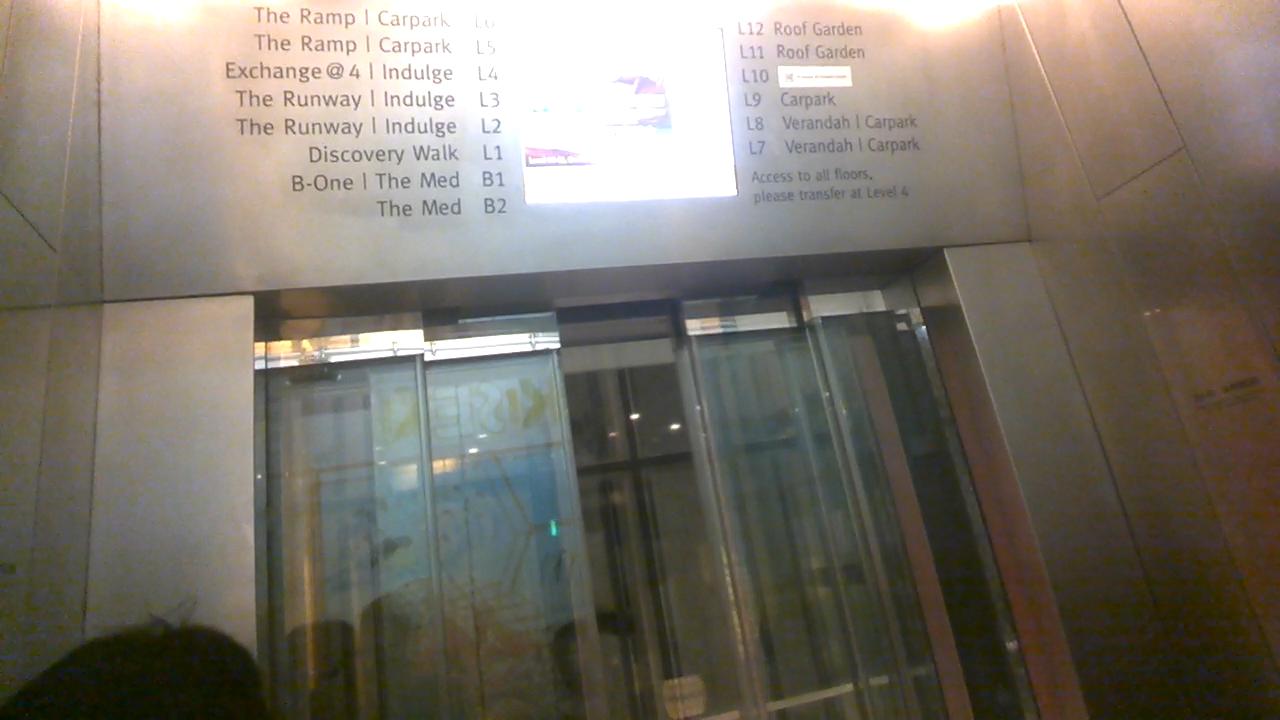 The Ramp | Carpark L6
The Ramp | Carpark L5
Exchange@4 | Indulge L4
The Runway | Indulge L3
The Runway | Indulge L2
Discovery Walk L1
B-One | The Med B1
The Med B2
L12 Roof Garden
L11 Roof Garden
L10
L9 Carpark
L8 Verandah | Carpark
L7 Verandah | Carpark
Access to all floors,
please transfer at Level 4